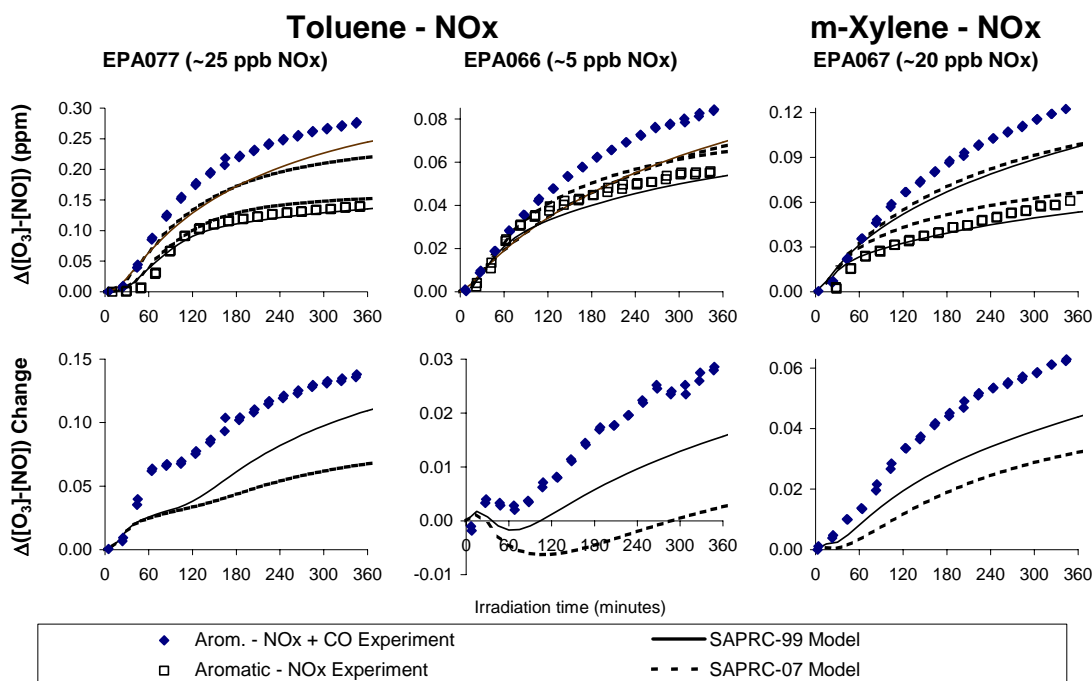 Toluene - NOx
m-Xylene - NOx
EPA077 (~25 ppb NOx)
EPA066 (~5 ppb NOx)
EPA067 (~20 ppb NOx)
Δ([O3]-[NO]) (ppm)
0.30
0.25
0.20
0.15
0.10
0.05
0.00
0 60 120 180 240 300 360
0.08
0.06
0.04
0.02
0.00
0 60 120 180 240 300 360
0.12
0.09
0.06
0.03
0.00
0 60 120 180 240 300 360
Δ([O3]-[NO]) Change
0.15
0.10
0.05
0.00
0 60 120 180 240 300 360
0.03
0.02
0.01
0.00
-0.01
0 60 120 180 240 300 360
0.06
0.04
0.02
0.00
0 60 120 180 240 300 360
Irradiation time (minutes)
Arom. - NOx + CO Experiment
SAPRC-99 Model
Aromatic - NOx Experiment
SAPRC-07 Model